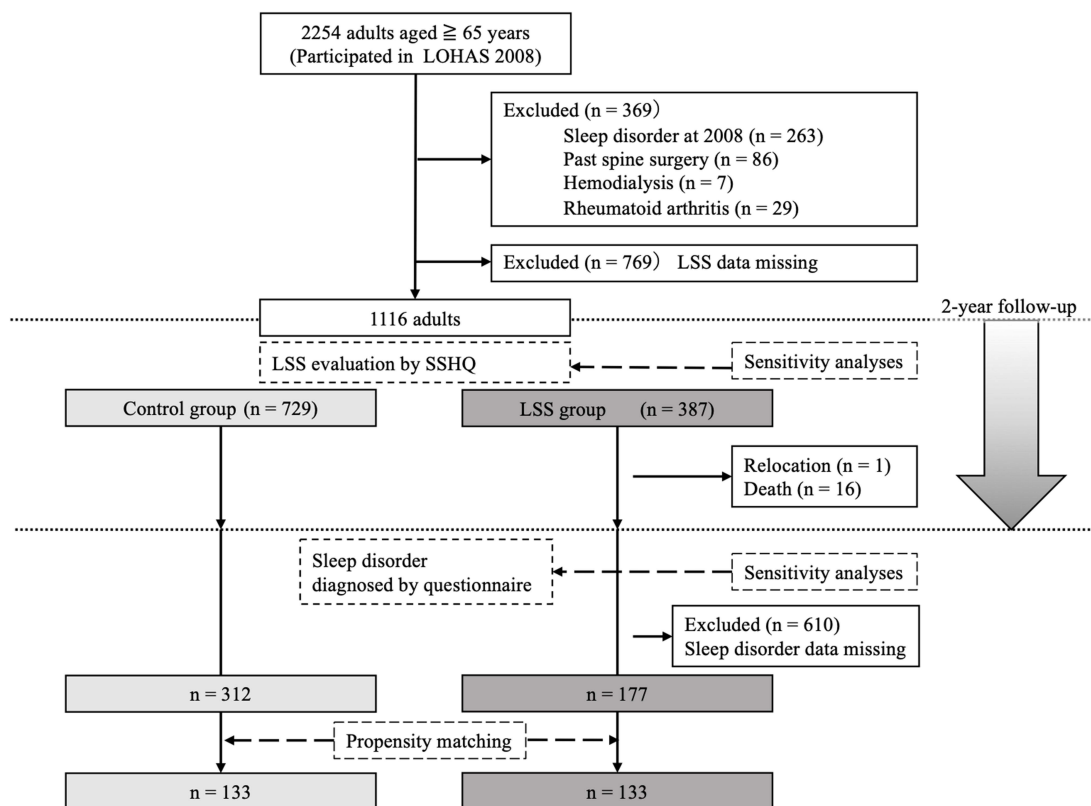 2254 adults aged ≧ 65 years
(Participated in LOHAS 2008)
Excluded (n = 369）
Sleep disorder at 2008 (n = 263)
Past spine surgery (n = 86)
Hemodialysis (n = 7)
Rheumatoid arthritis (n = 29)
Excluded (n = 769） LSS data missing
1116 adults
2-year follow-up
LSS evaluation by SSHQ
Sensitivity analyses
Control group (n = 729)
LSS group (n = 387)
Relocation (n = 1)
Death (n = 16)
Sleep disorder
diagnosed by questionnaire
Sensitivity analyses
Excluded (n = 610)
Sleep disorder data missing
n = 312
n = 177
Propensity matching
n = 133
n = 133